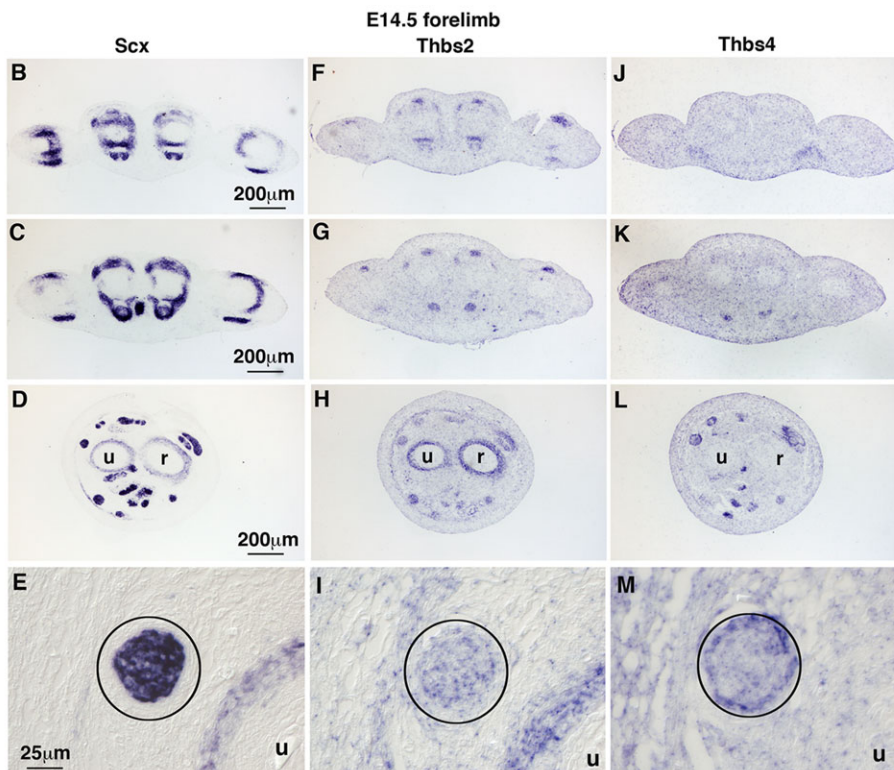 E14.5 forelimb
Scx Thbs2 Thbs4
B F J
200μm
C G K
200μm
D H L
u r u r u r
200μm
E I M
25μm u u u